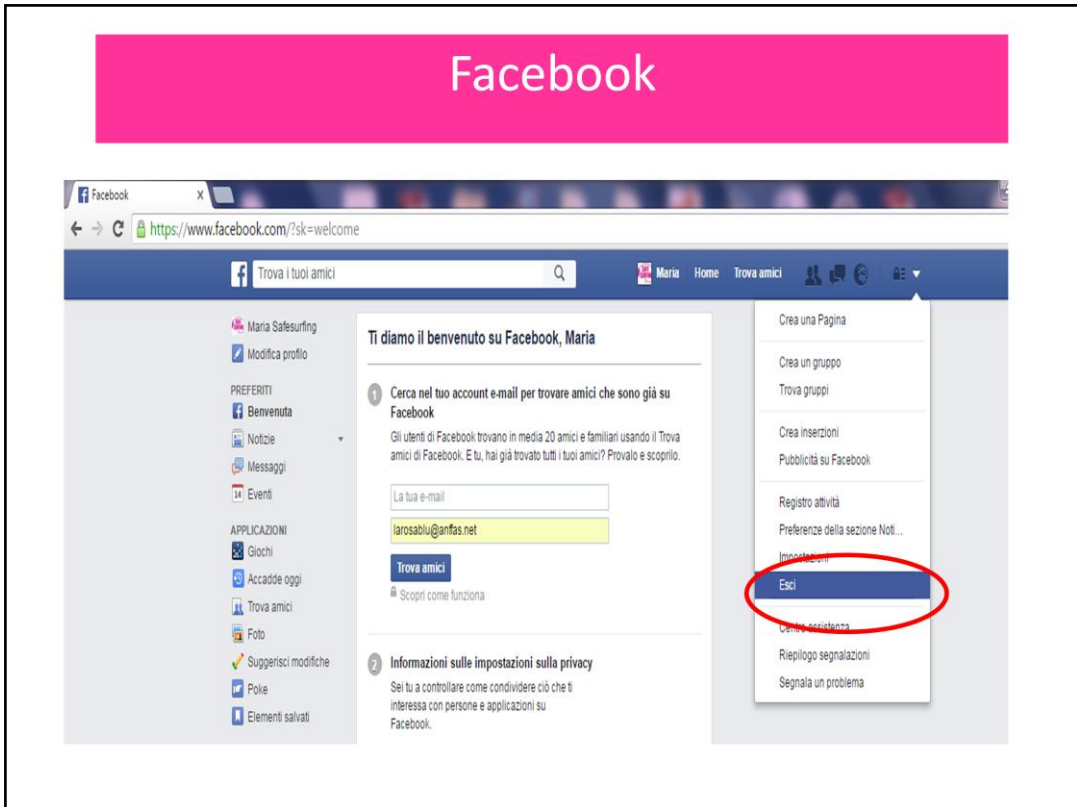 Facebook
Facebook
https://www.facebook.com/?sk=welcome
Trova i tuoi amici
Maria Home Trova amici
Maria Safesurfing
Modifica profilo
PREFERITI
Benvenuta
Notizie
Messaggi
14 Eventi
APPLICAZIONI
Giochi
Accadde oggi
Trova amici
Foto
Suggerisci modifiche
Poke
Elementi salvati
Ti diamo il benvenuto su Facebook, Maria
1 Cerca nel tuo account e-mail per trovare amici che sono già su
Facebook
Gli utenti di Facebook trovano in media 20 amici e familiari usando il Trova
amici di Facebook. E tu, hai già trovato tutti i tuoi amici? Provalo e scoprilo.
La tua e-mail
larosablu@anffas.net
Trova amici
Scopri come funziona
2 Informazioni sulle impostazioni sulla privacy
Sei tu a controllare come condividere ciò che ti
interessa con persone e applicazioni su
Facebook.
Crea una Pagina
Crea un gruppo
Trova gruppi
Crea inserzioni
Pubblicità su Facebook
Registro attività
Preferenze della sezione Noti...
Impostazioni
Esci
Centro assistenza
Riepilogo segnalazioni
Segnala un problema